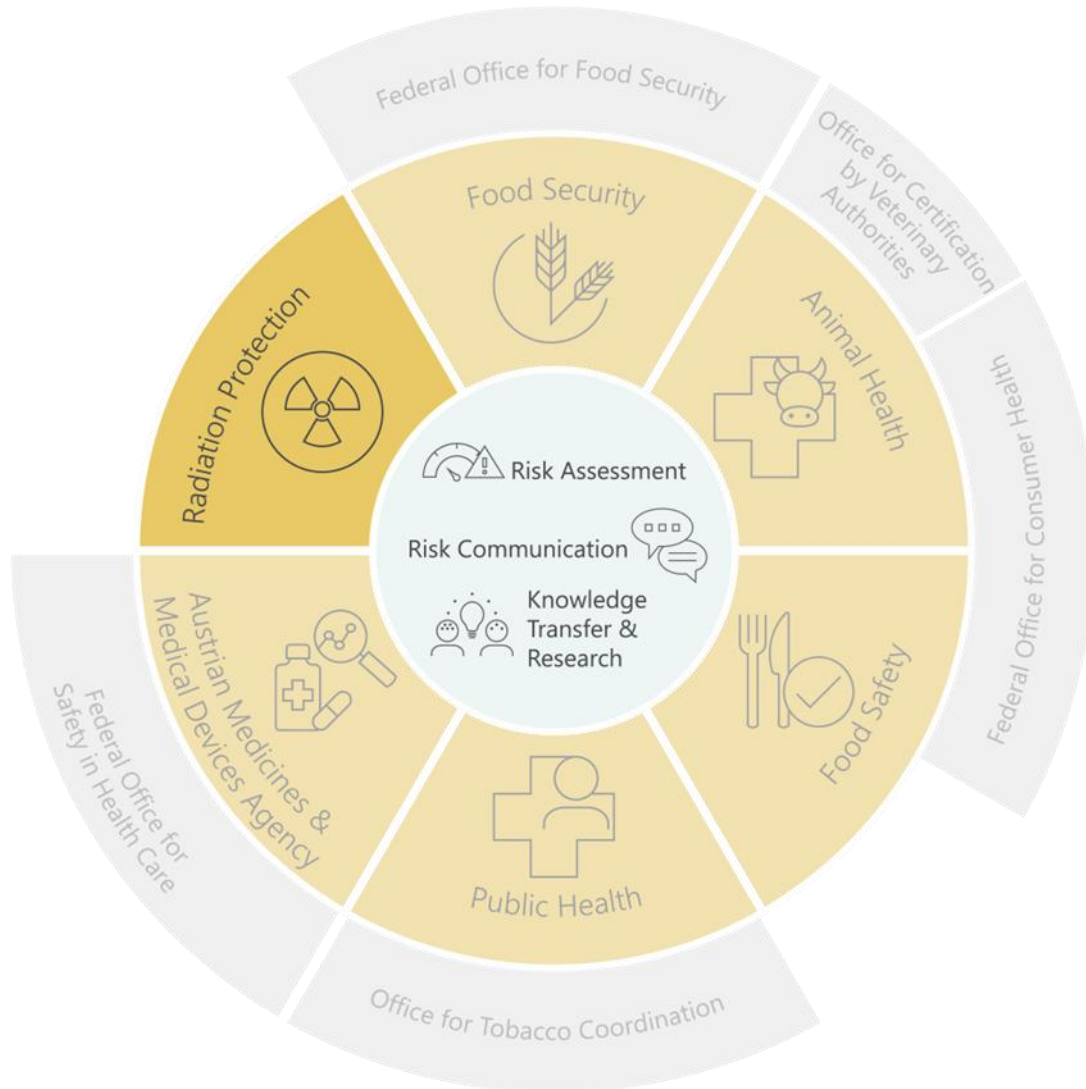 Federal Office for Food Security
Office for Certification
by Veterinary
Authorities
Federal Office for Consumer Health
Food Security
Animal Health
Food Safety
Public Health
Austrian Medicines &
Medical Devices Agency
Radiation Protection
Risk Assessment
Risk Communication
Knowledge
Transfer &
Research
Federal Office for
Safety in Health Care
Office for Tobacco Coordination